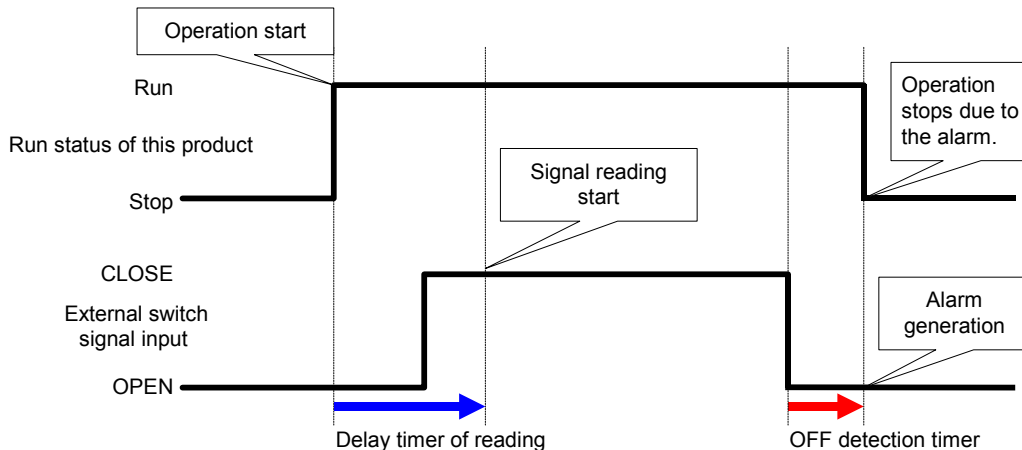 Operation start
Run
Operation
stops due to
the alarm.
Run status of this product
Signal reading
start
Stop
CLOSE
External switch
signal input
Alarm
generation
OPEN
Delay timer of reading
OFF detection timer